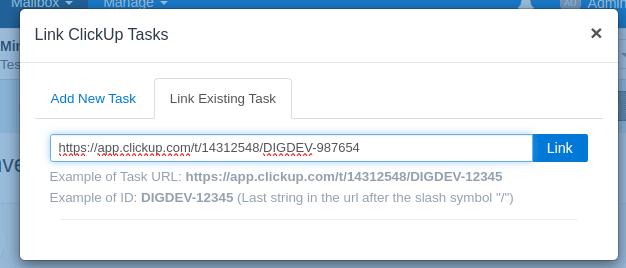 Mailbox Manage Admin
Link ClickUp Tasks ×
Min
Tes
Add New Task Link Existing Task
https://app.clickup.com/t/14312548/DIGDEV-987654 Link
Example of Task URL: https://app.clickup.com/t/14312548/DIGDEV-12345
Example of ID: DIGDEV-12345 (Last string in the url after the slash symbol "/")